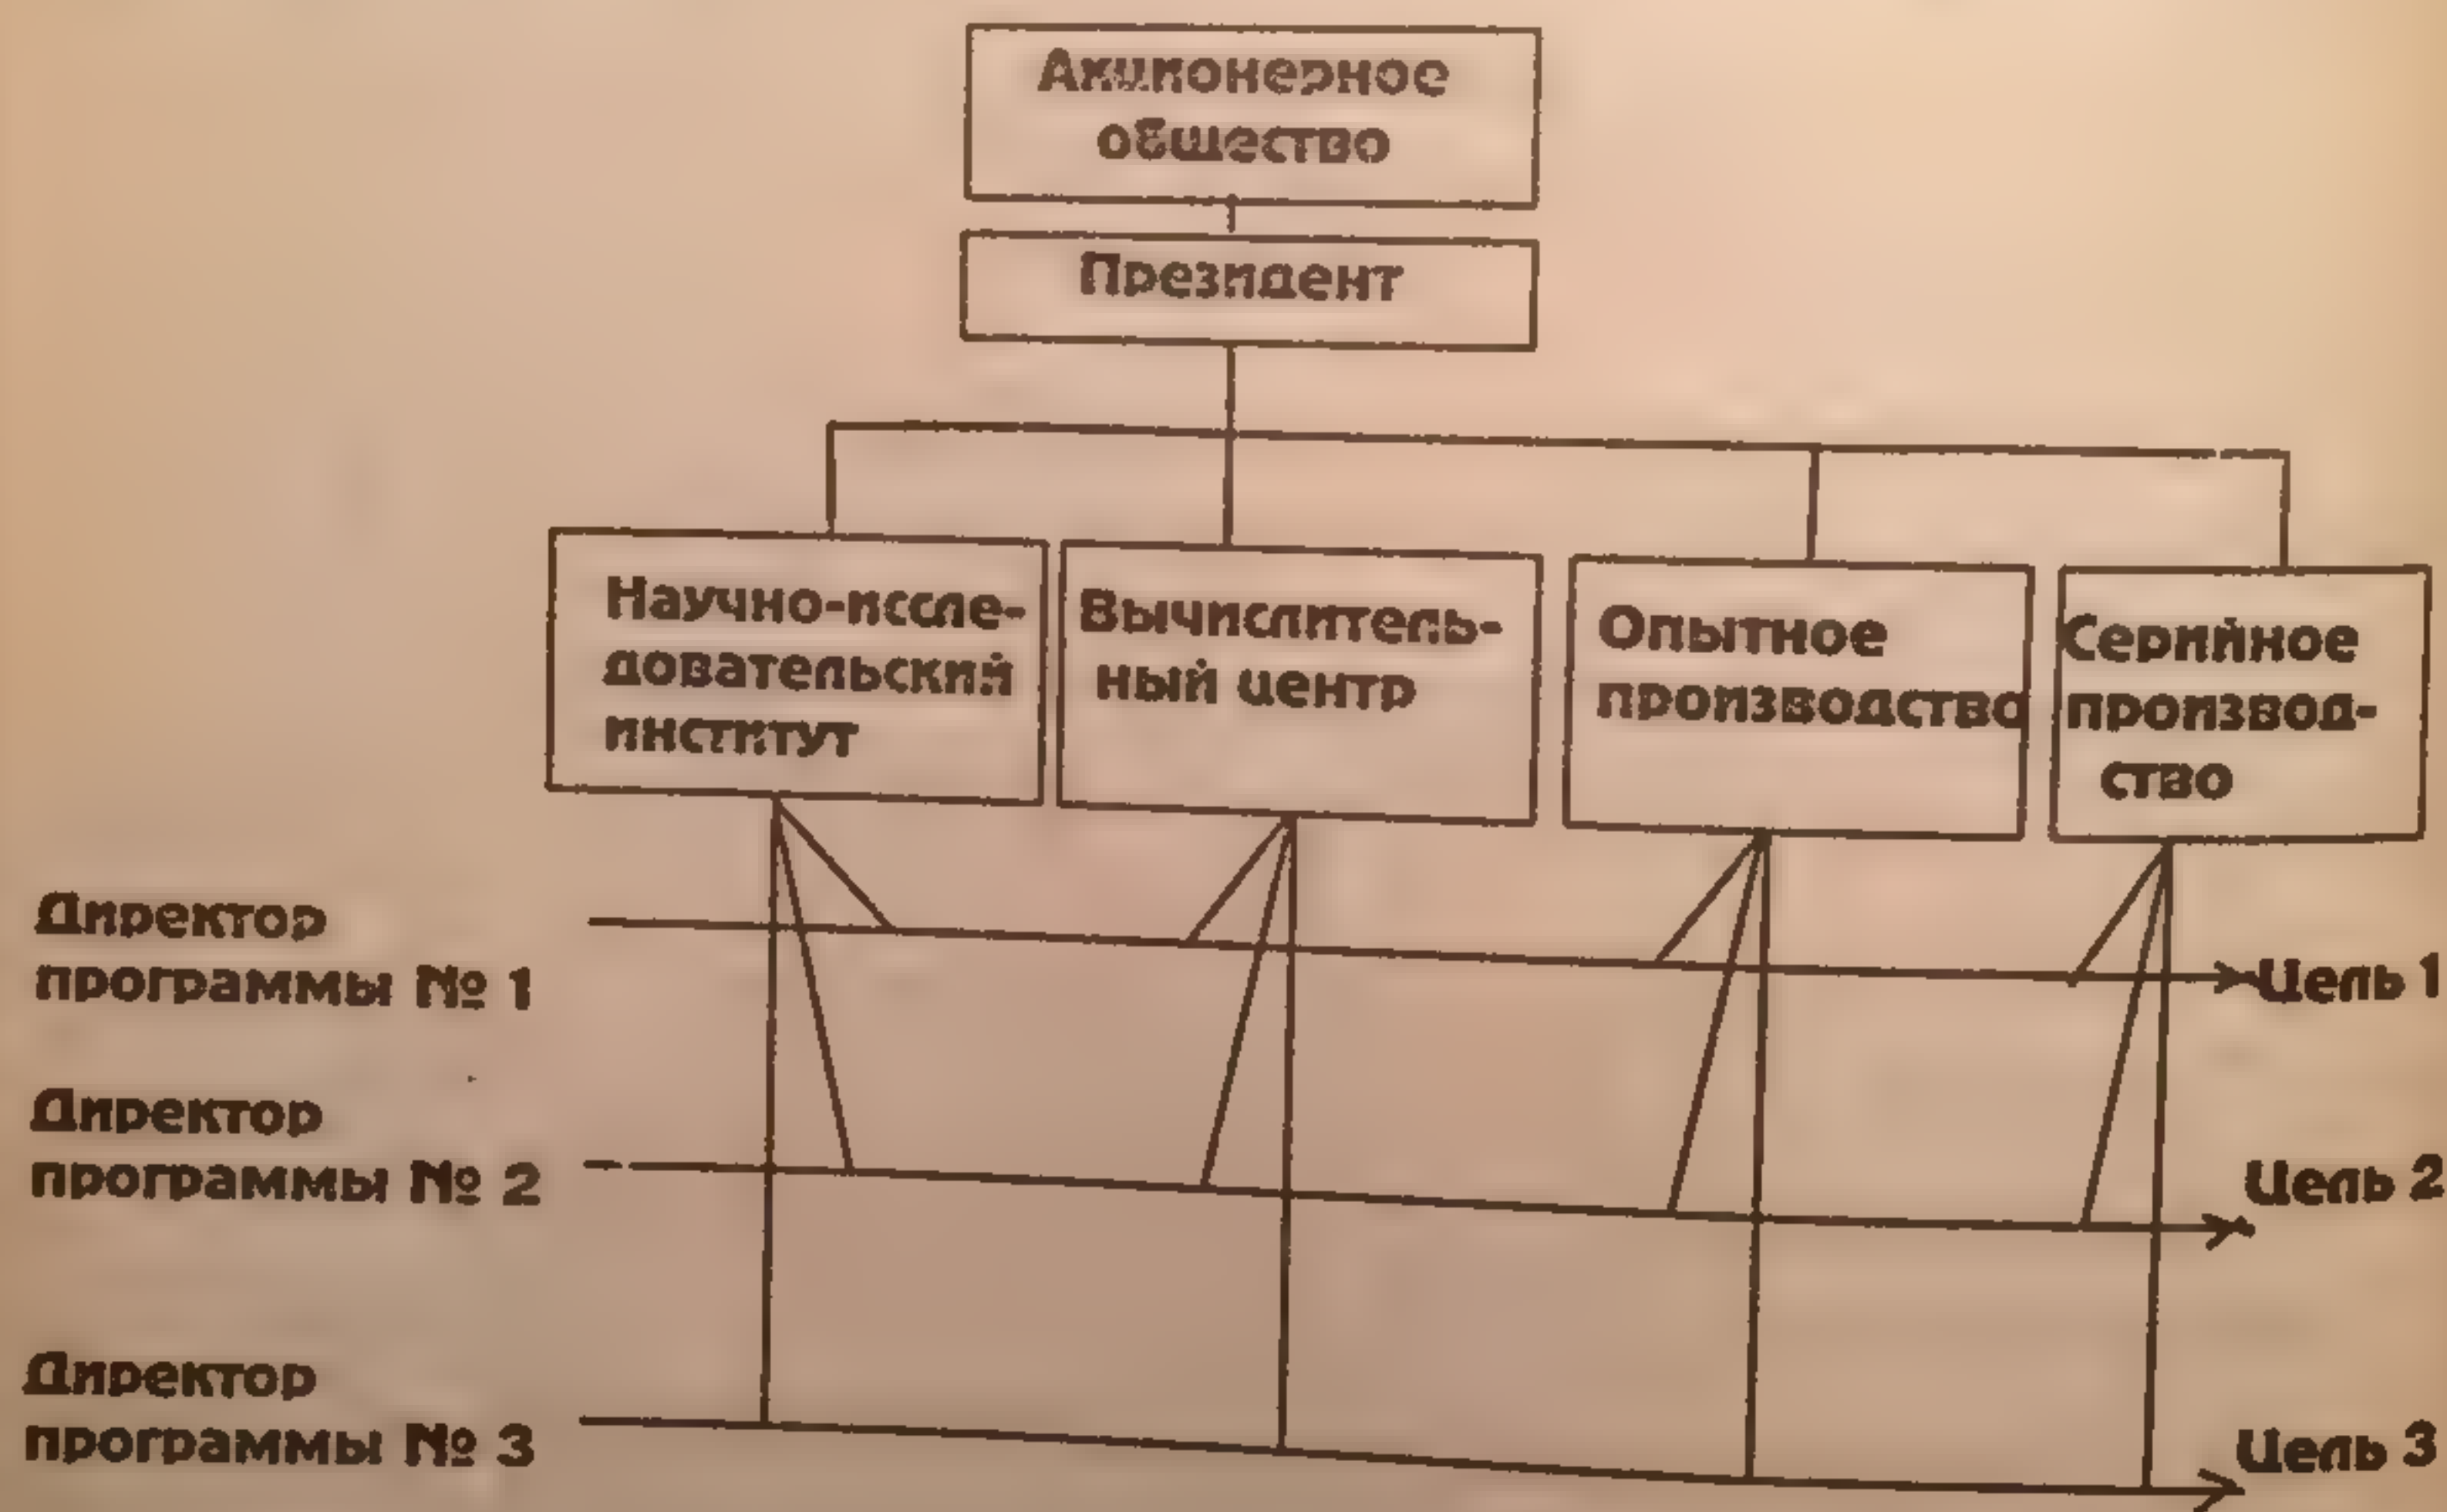 Акционерное
общество
Президент
Научно-иссле-
довательский
институт
Вычислитель-
ный центр
Опытное
производство
Серийное
производ-
ство
Директор
программы № 1
Цель 1
Директор
программы № 2
Цель 2
Директор
программы № 3
Цель 3